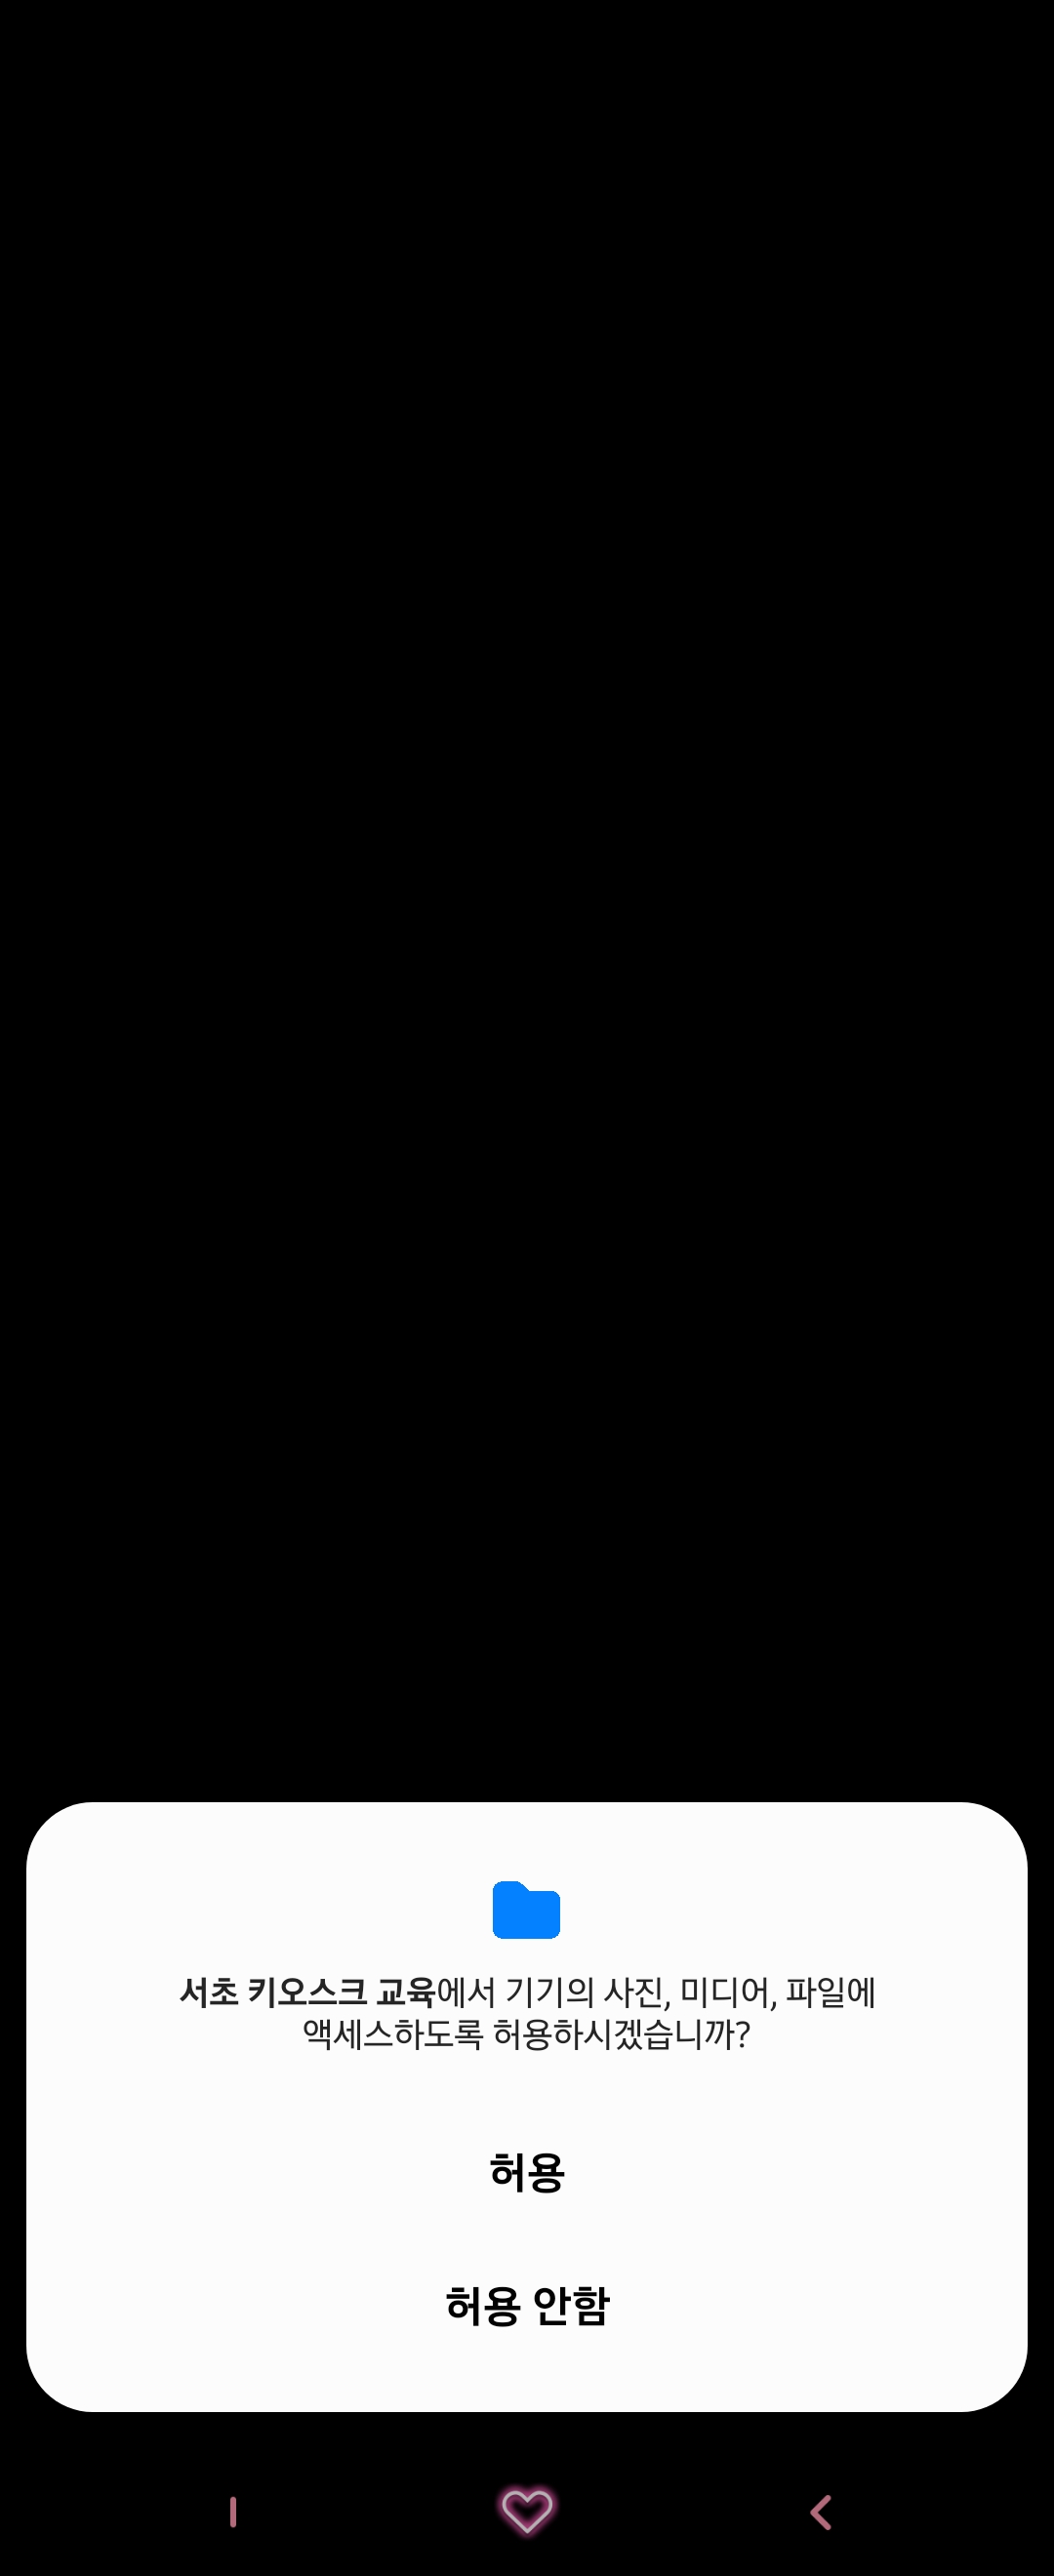 서초 키오스크 교육에서 기기의 사진, 미디어, 파일에
액세스하도록 허용하시겠습니까?
허용
허용 안함